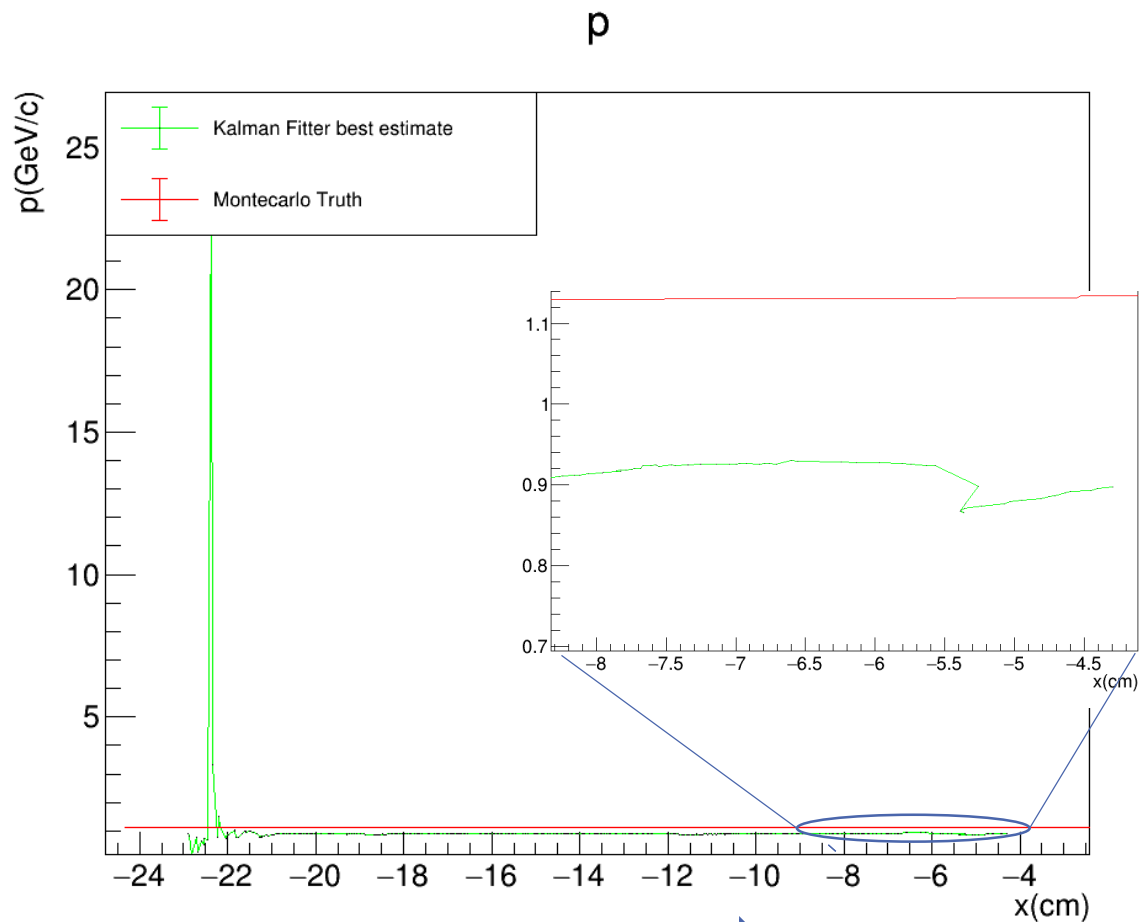 p
p(GeV/c)
25
20
15
10
5
Kalman Fitter best estimate
Montecarlo Truth
1.1
1
0.9
0.8
0.7
−8 −7.5 −7 −6.5 −6 −5.5 −5 −4.5
x(cm)
−24 −22 −20 −18 −16 −14 −12 −10 −8 −6 −4
x(cm)